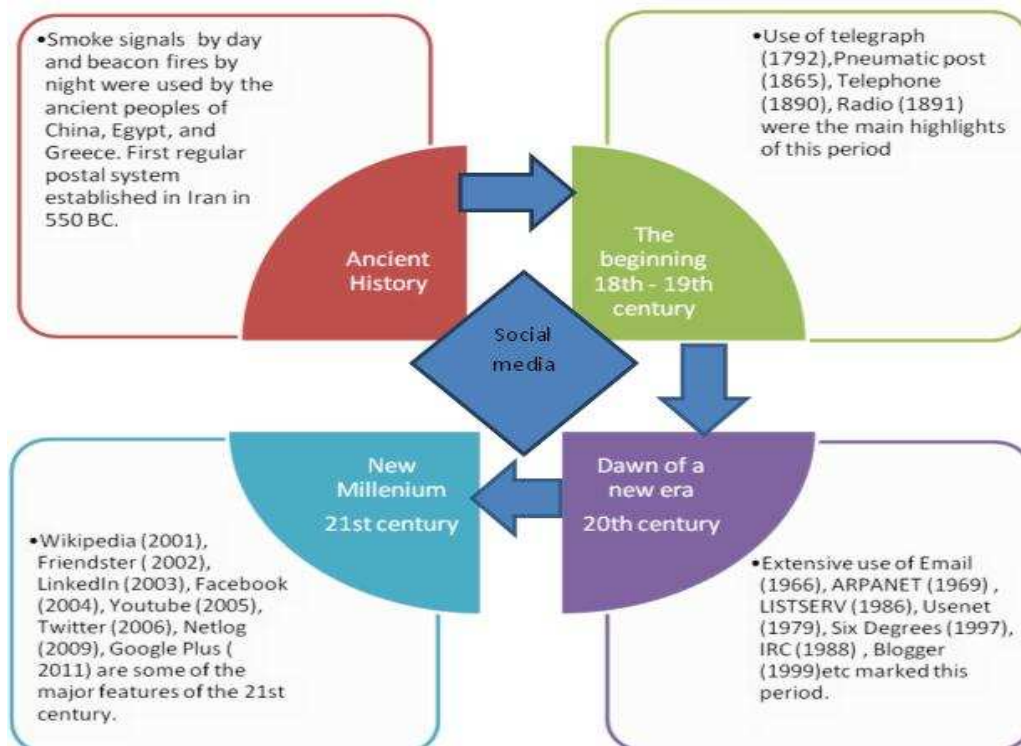 •Smoke signals by day
and beacon fires by
night were used by the
ancient peoples of
China, Egypt, and
Greece. First regular
postal system
established in Iran in
550 BC.
Ancient
History
•Use of telegraph
(1792),Pneumatic post
(1865), Telephone
(1890), Radio (1891)
were the main highlights
of this period
The
beginning
18th - 19th
century
Social
media
Dawn of a
new era
20th century
•Extensive use of Email
(1966), ARPANET (1969) ,
LISTSERV (1986), Usenet
(1979), Six Degrees (1997),
IRC (1988) , Blogger
(1999)etc marked this
period.
New
Millenium
21st century
•Wikipedia (2001),
Friendster ( 2002),
LinkedIn (2003), Facebook
(2004), Youtube (2005),
Twitter (2006), Netlog
(2009), Google Plus (
2011) are some of the
major features of the 21st
century.